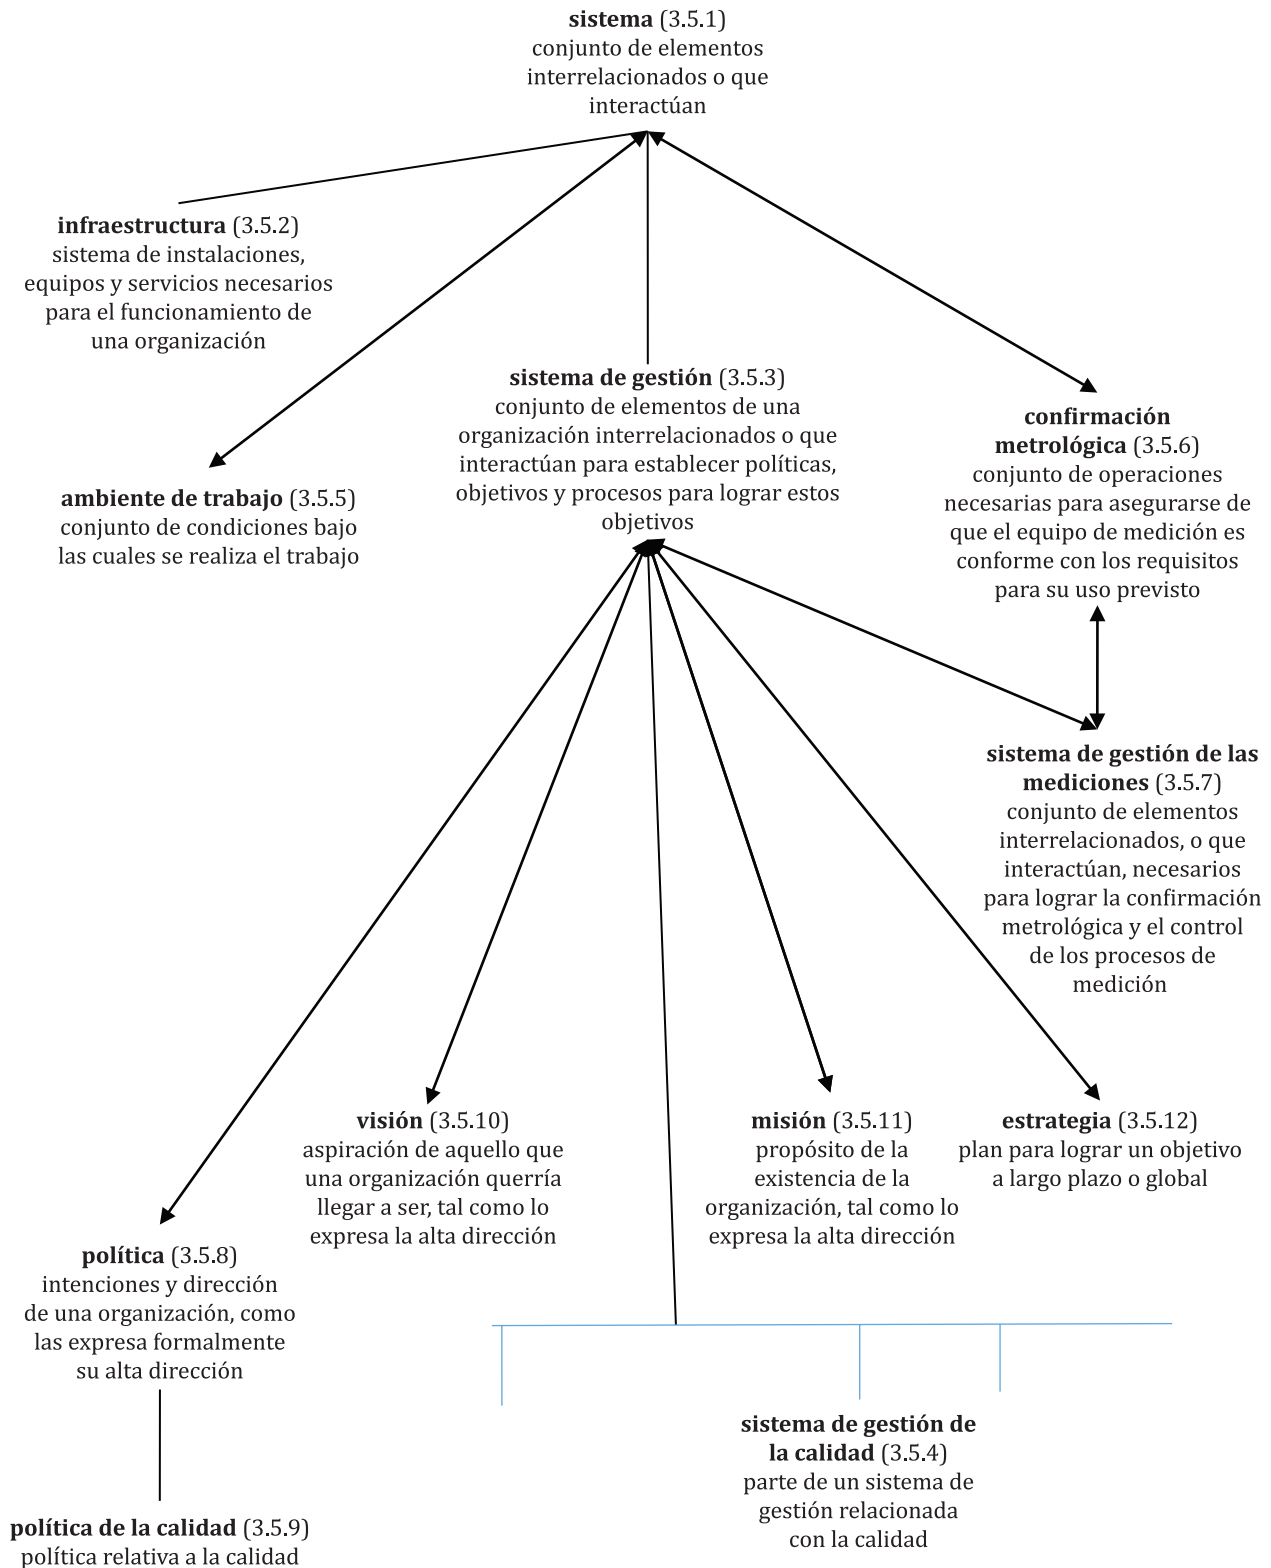 sistema (3.5.1)
conjunto de elementos
interrelacionados o que
interactúan
infraestructura (3.5.2)
sistema de instalaciones,
equipos y servicios necesarios
para el funcionamiento de
una organización
sistema de gestión (3.5.3)
conjunto de elementos de una
organización interrelacionados o que
interactúan para establecer políticas,
objetivos y procesos para lograr estos
objetivos
confirmación
metrológica (3.5.6)
conjunto de operaciones
necesarias para asegurarse de
que el equipo de medición es
conforme con los requisitos
para su uso previsto
ambiente de trabajo (3.5.5)
conjunto de condiciones bajo
las cuales se realiza el trabajo
sistema de gestión de las
mediciones (3.5.7)
conjunto de elementos
interrelacionados, o que
interactúan, necesarios
para lograr la confirmación
metrológica y el control
de los procesos de
medición
visión (3.5.10)
aspiración de aquello que
una organización querría
llegar a ser, tal como lo
expresa la alta dirección
misión (3.5.11)
propósito de la
existencia de la
organización, tal como lo
expresa la alta dirección
estrategia (3.5.12)
plan para lograr un objetivo
a largo plazo o global
política (3.5.8)
intenciones y dirección
de una organización, como
las expresa formalmente
su alta dirección
sistema de gestión de
la calidad (3.5.4)
parte de un sistema de
gestión relacionada
con la calidad
política de la calidad (3.5.9)
política relativa a la calidad